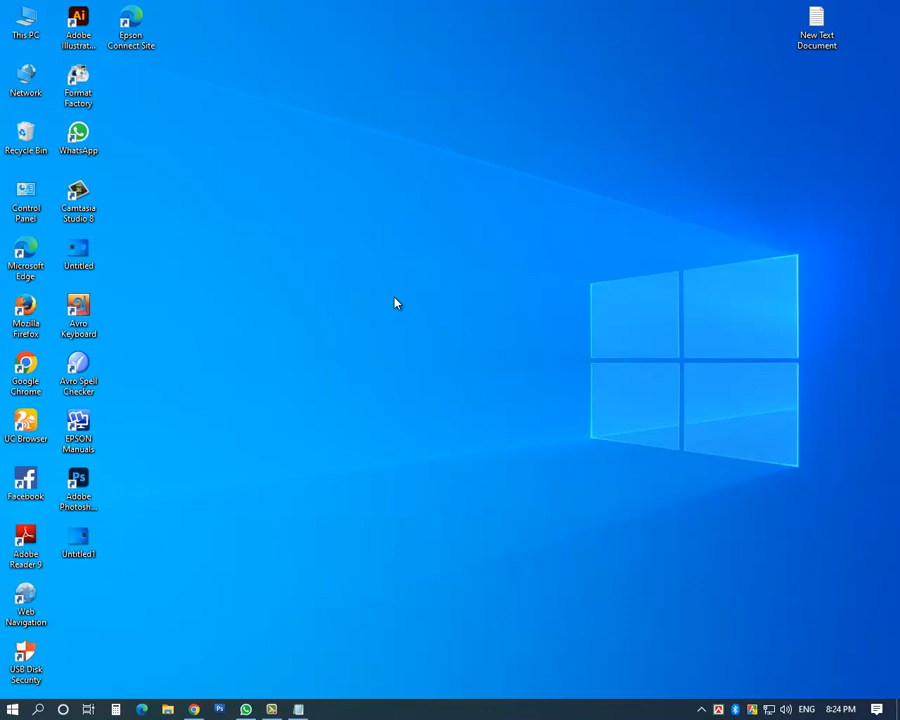 This PC
Adobe
Illustrat...
Epson
Connect Site
New Text
Document
Network
Format
Factory
Recycle Bin
WhatsApp
Control
Panel
Camtasia
Studio 8
Microsoft
Edge
Untitled
Mozilla
Firefox
Avro
Keyboard
Google
Chrome
Avro Spell
Checker
UC Browser
EPSON
Manuals
Facebook
Adobe
Photosh...
Adobe
Reader 9
Untitled1
Web
Navigation
USB Disk
Security
ENG
8:24 PM